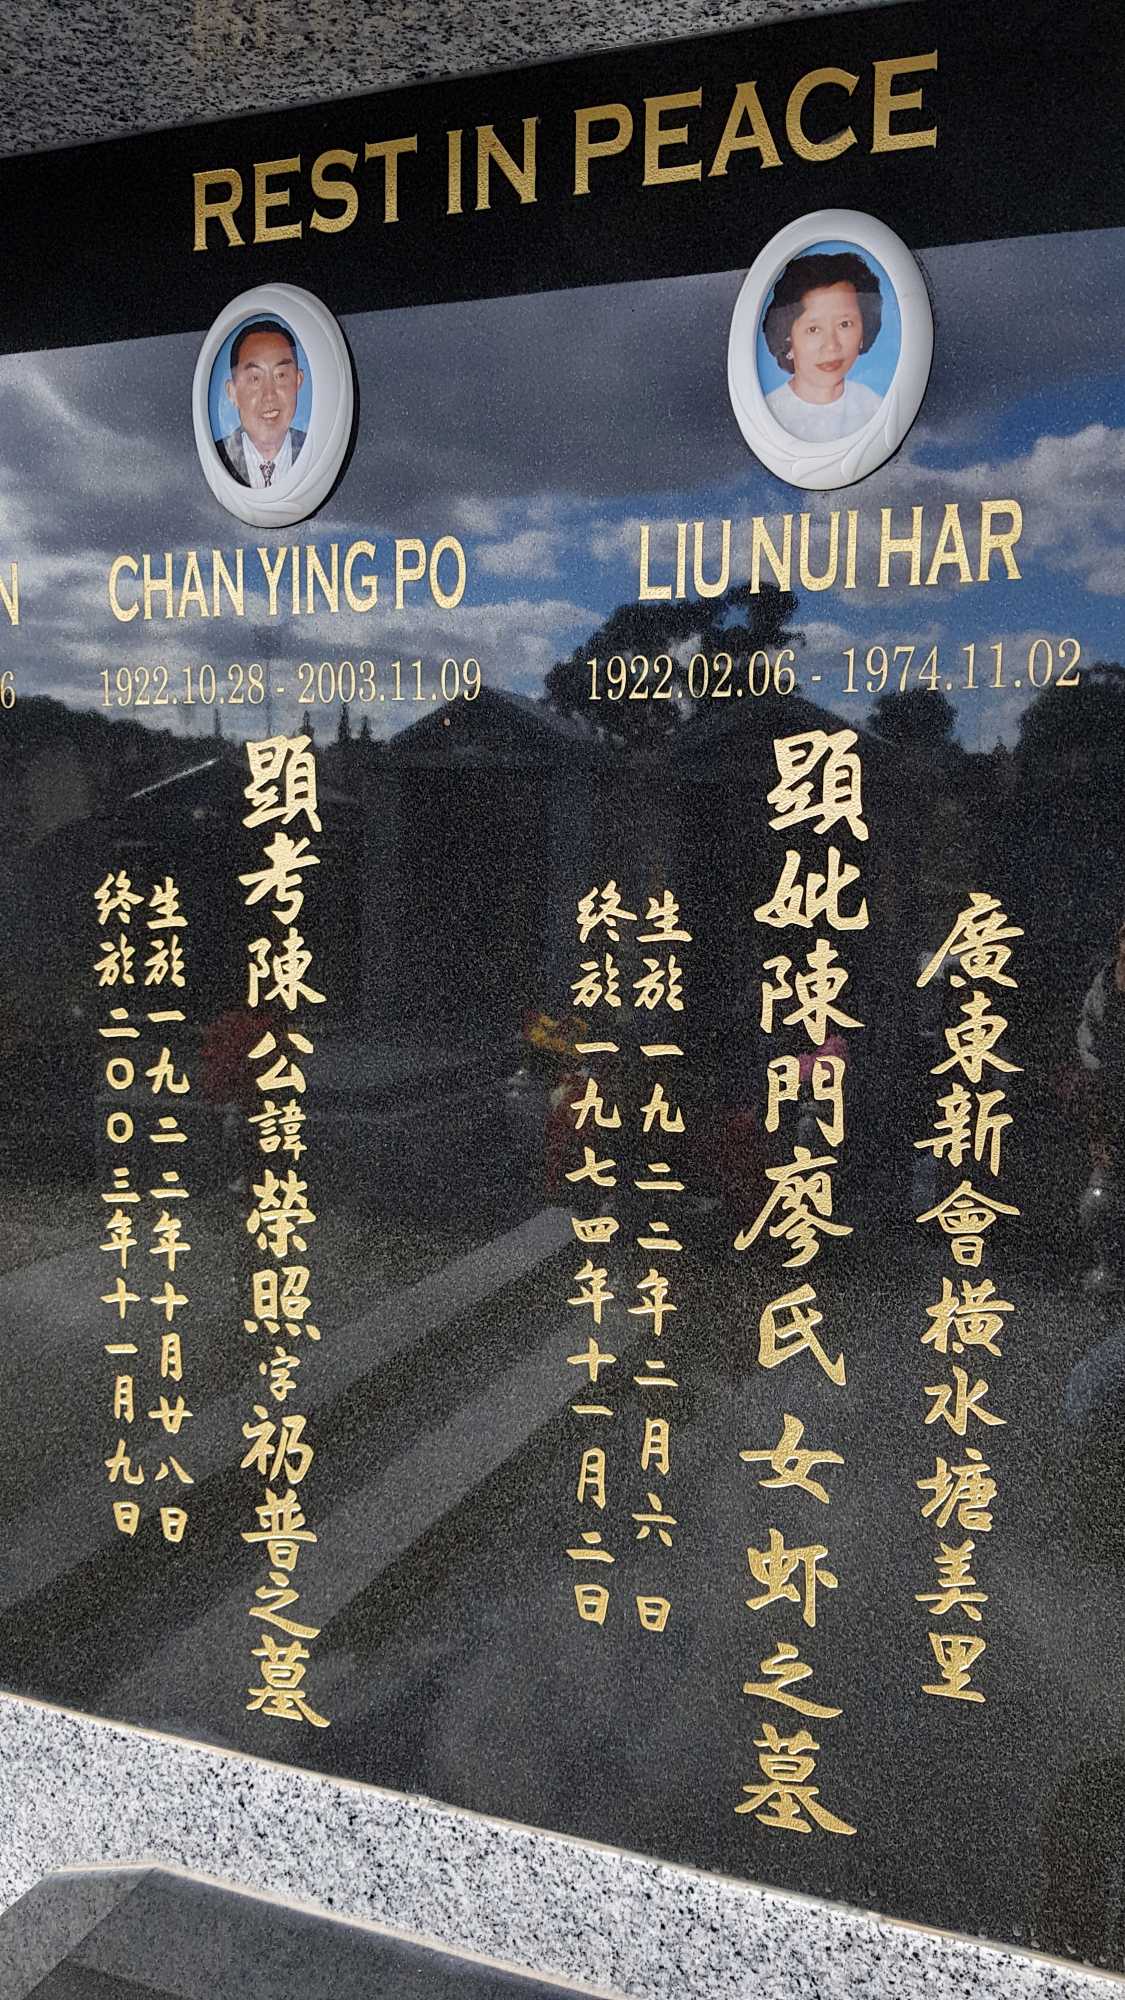 REST IN PEACE
N
6
CHAN YING PO
1922.10.28 - 2003.11.09
LIU NUI HAR
1922.02.06 - 1974.11.02
廣東新會橫水塘美里
顕妣陳門廖氏女虾之墓
生於一九二二年二月六日
終於一九七四年十一月二日
顕考陳公諱榮照字礽普之墓
生於一九二二年十月廿八日
終於二〇〇三年十一月九日